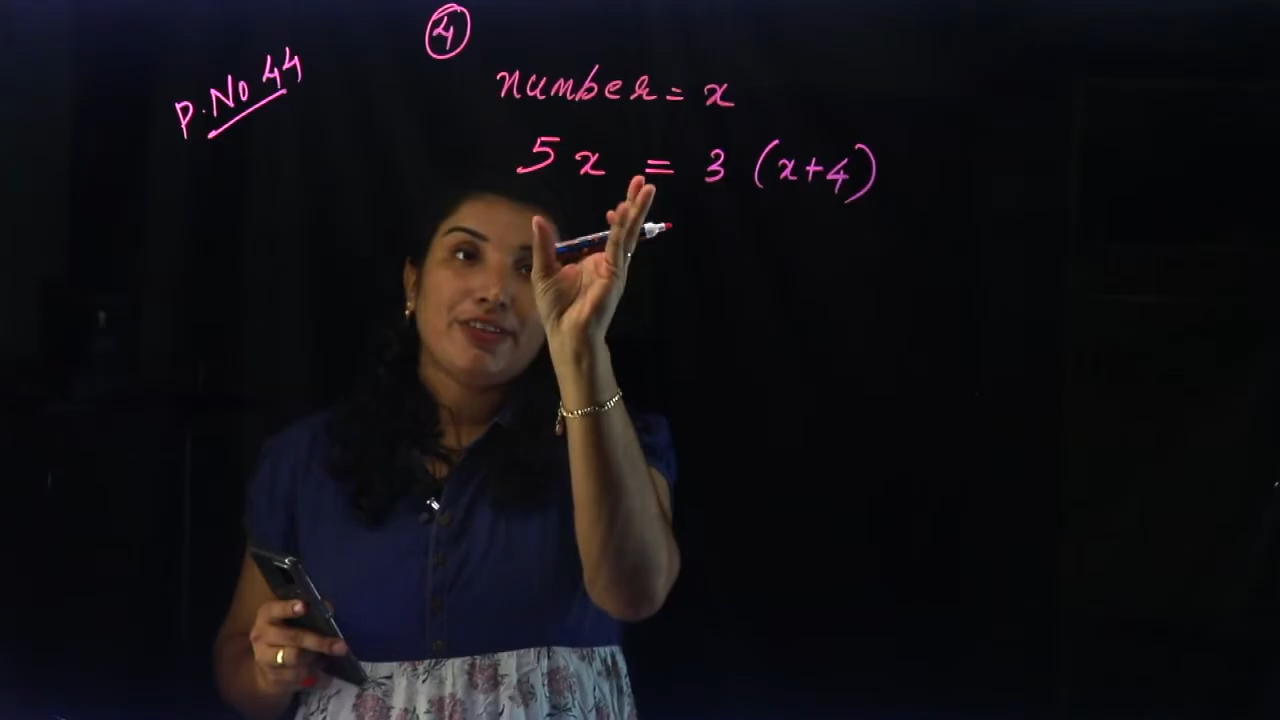 ④
P. No 44
number = x
5x = 3 (x+4)